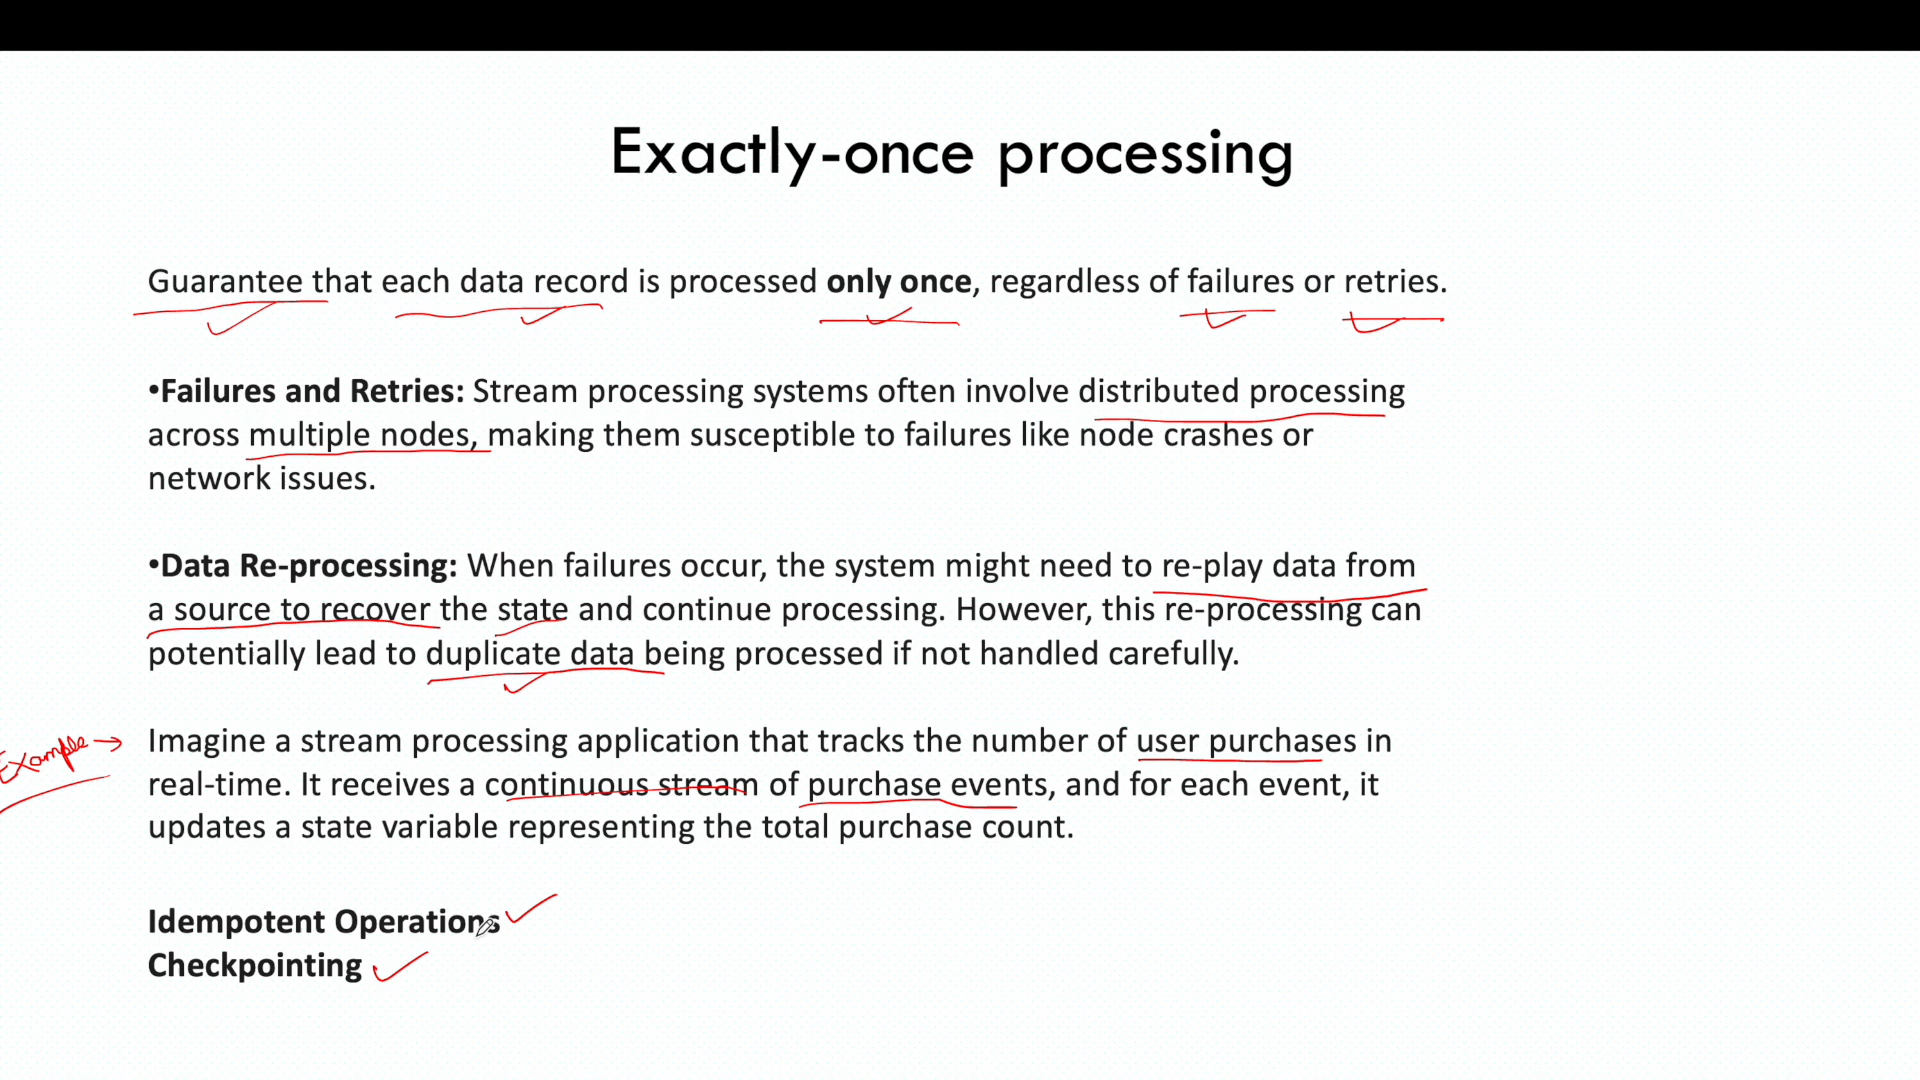 Exactly-once processing
Guarantee that each data record is processed only once, regardless of failures or retries.
•Failures and Retries: Stream processing systems often involve distributed processing
across multiple nodes, making them susceptible to failures like node crashes or
network issues.
•Data Re-processing: When failures occur, the system might need to re-play data from
a source to recover the state and continue processing. However, this re-processing can
potentially lead to duplicate data being processed if not handled carefully.
Example →
Imagine a stream processing application that tracks the number of user purchases in
real-time. It receives a continuous stream of purchase events, and for each event, it
updates a state variable representing the total purchase count.
Idempotent Operations
Checkpointing